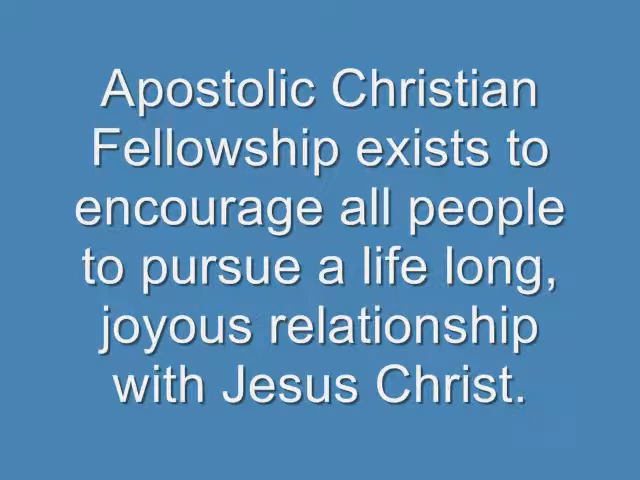 Apostolic Christian
Fellowship exists to
encourage all people
to pursue a life long,
joyous relationship
with Jesus Christ.